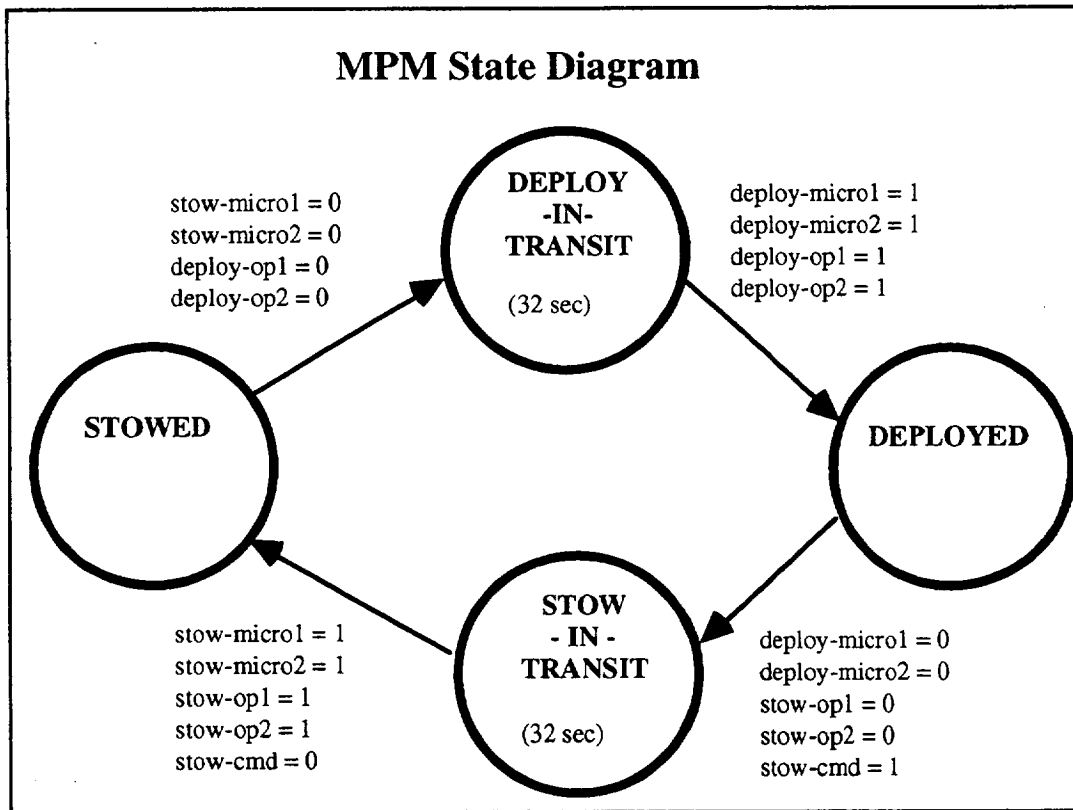 MPM State Diagram
stow-micro1 = 0
stow-micro2 = 0
deploy-op1 = 0
deploy-op2 = 0
DEPLOY
-IN-
TRANSIT
(32 sec)
deploy-micro1 = 1
deploy-micro2 = 1
deploy-op1 = 1
deploy-op2 = 1
STOWED
DEPLOYED
stow-micro1 = 1
stow-micro2 = 1
stow-op1 = 1
stow-op2 = 1
stow-cmd = 0
STOW
- IN -
TRANSIT
(32 sec)
deploy-micro1 = 0
deploy-micro2 = 0
stow-op1 = 0
stow-op2 = 0
stow-cmd = 1